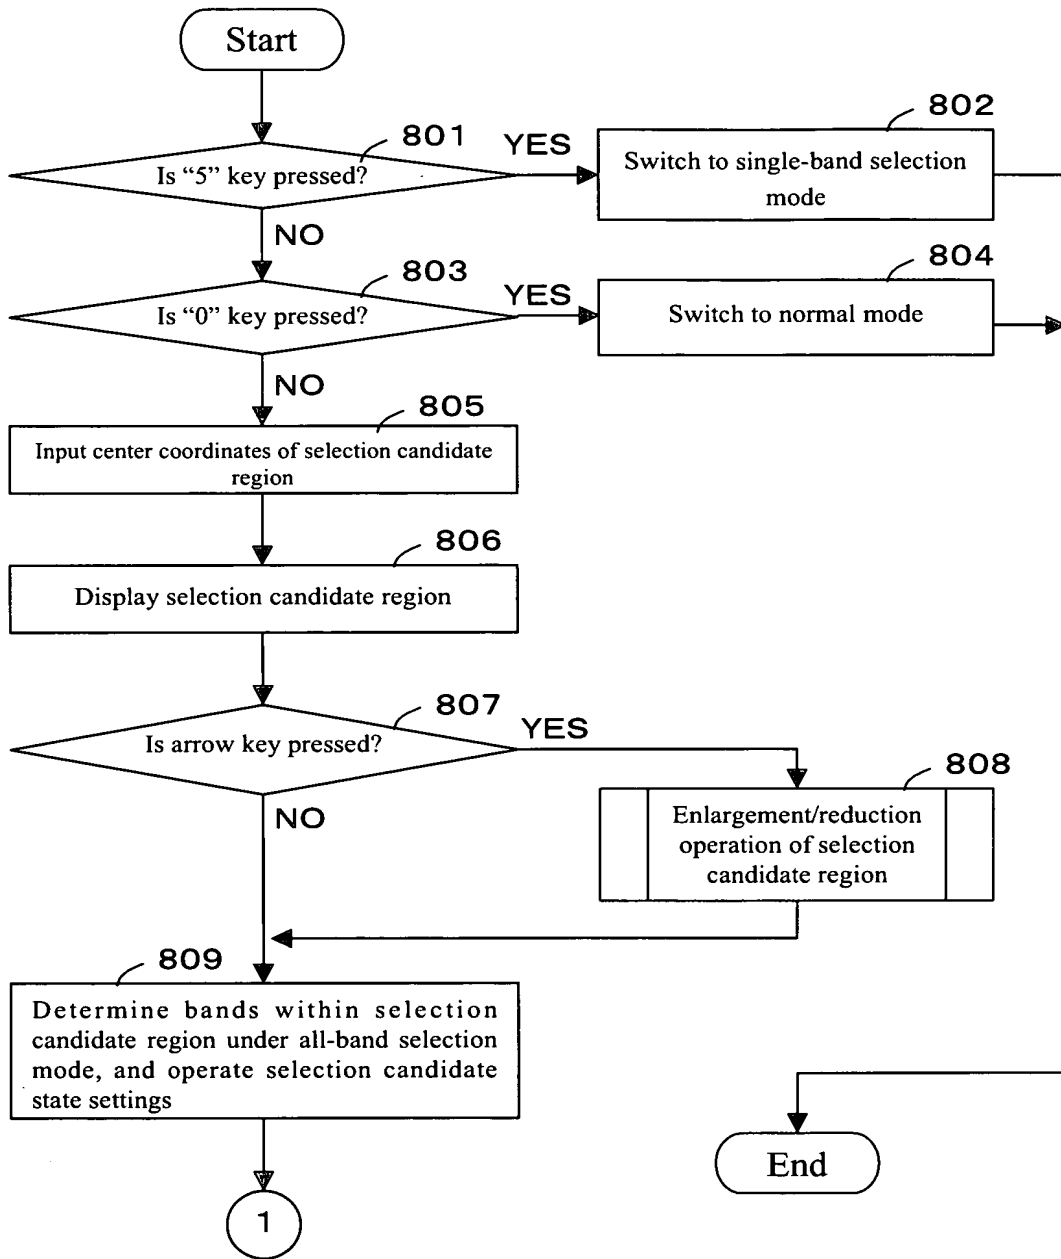 Start
801
Is “5” key pressed?
YES
802
Switch to single-band selection
mode
NO
803
Is “0” key pressed?
YES
804
Switch to normal mode
NO
805
Input center coordinates of selection candidate
region
806
Display selection candidate region
807
Is arrow key pressed?
YES
808
Enlargement/reduction
operation of selection
candidate region
NO
809
Determine bands within selection
candidate region under all-band selection
mode, and operate selection candidate
state settings
End
1